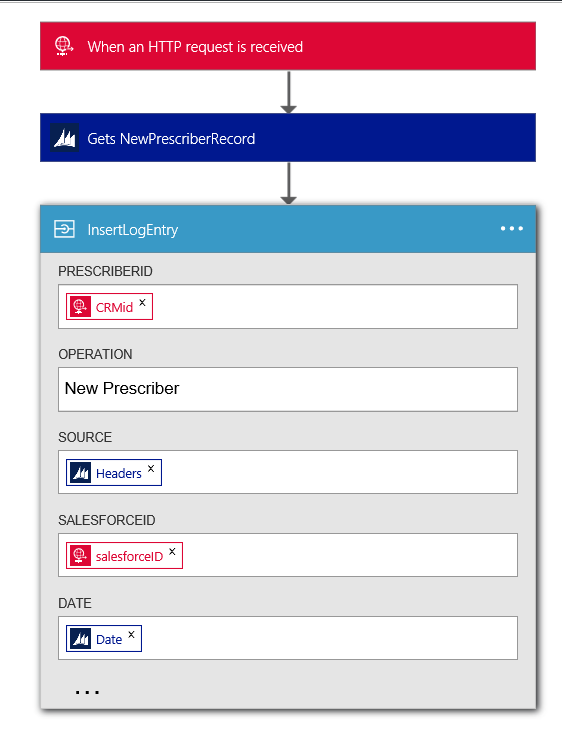 When an HTTP request is received
Gets NewPrescriberRecord
InsertLogEntry
PRESCRIBERID
CRMid x
OPERATION
New Prescriber
SOURCE
Headers x
SALESFORCEID
salesforceID x
DATE
Date x
...